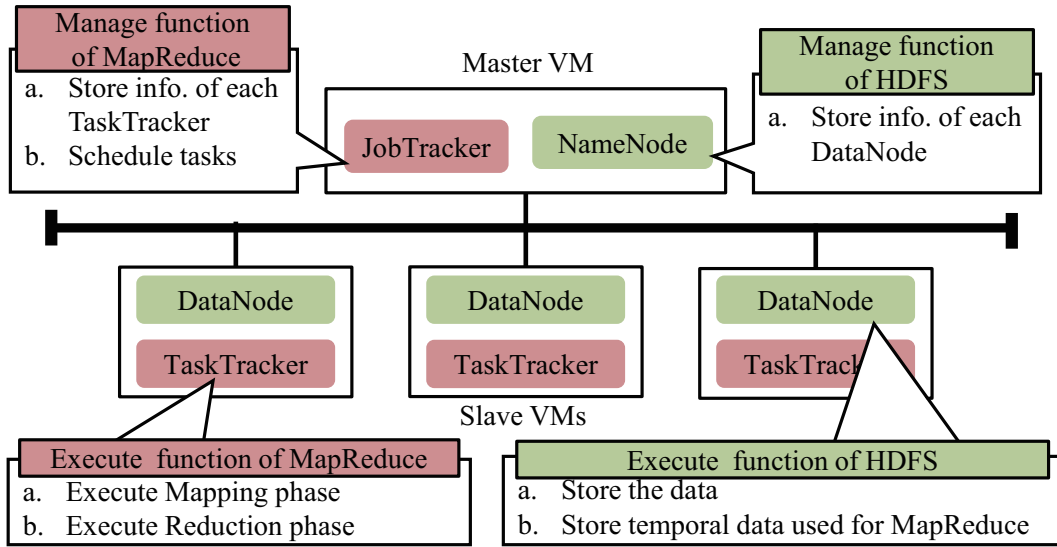 Manage function
of MapReduce
a. Store info. of each
TaskTracker
b. Schedule tasks
Master VM
JobTracker
NameNode
Manage function
of HDFS
a. Store info. of each
DataNode
DataNode
TaskTracker
DataNode
TaskTracker
DataNode
TaskTrack
Slave VMs
Execute function of MapReduce
a. Execute Mapping phase
b. Execute Reduction phase
Execute function of HDFS
a. Store the data
b. Store temporal data used for MapReduce